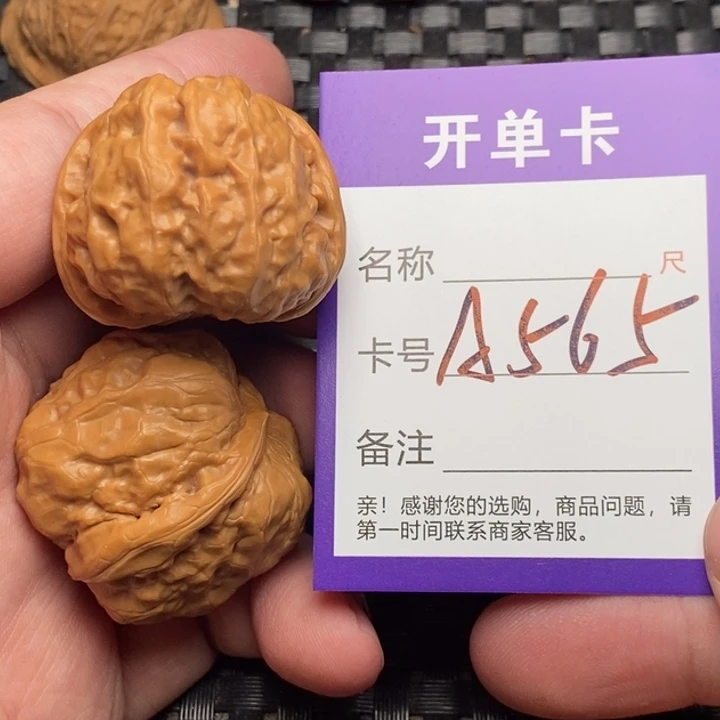 开单卡
名称 尺
卡号 A565
备注
亲！感谢您的选购，商品问题，请
第一时间联系商家客服。